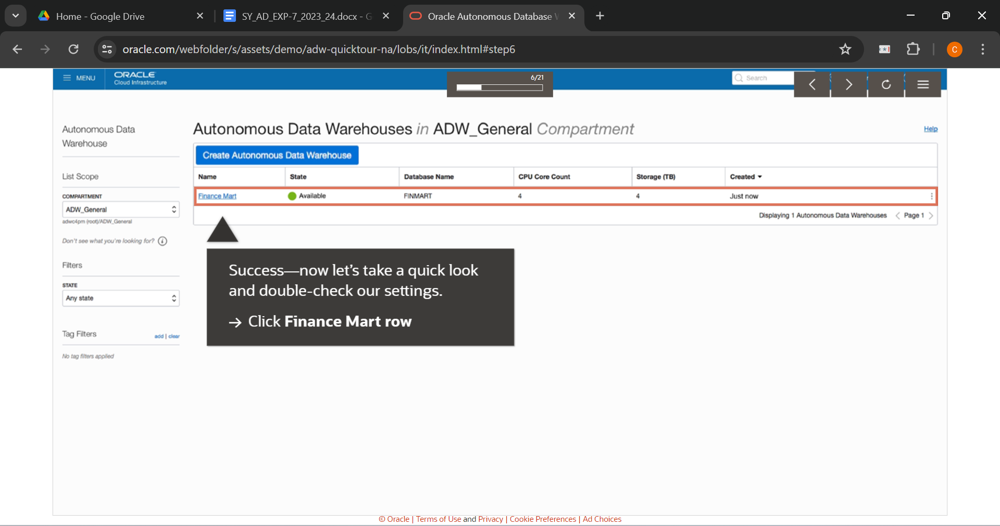 Home - Google Drive
SY_AD_EXP-7_2023_24.docx - G
Oracle Autonomous Database
oracle.com/webfolder/s/assets/demo/adw-quicktour-na/lobs/it/index.html#step6
C
MENU
ORACLE
Cloud Infrastructure
6/21
Search
Autonomous Data
Warehouse
List Scope
COMPARTMENT
ADW_General
adwc4pm (root)/ADW_General
Don't see what you're looking for?
Filters
STATE
Any state
Tag Filters
add | clear
No tag filters applied
Autonomous Data Warehouses in ADW_General Compartment
Help
Create Autonomous Data Warehouse
Name State Database Name CPU Core Count Storage (TB) Created
Finance Mart Available FINMART 4 4 Just now
Displaying 1 Autonomous Data Warehouses Page 1
Success—now let's take a quick look
and double-check our settings.
→ Click Finance Mart row
© Oracle | Terms of Use and Privacy | Cookie Preferences | Ad Choices